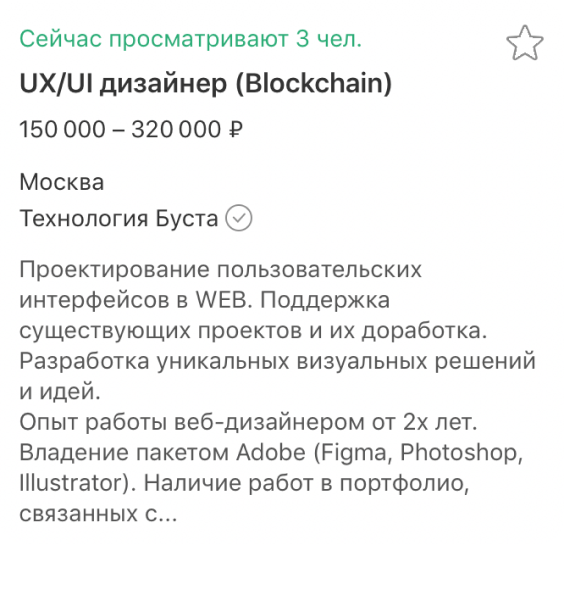 Сейчас просматривают 3 чел.
UX/UI дизайнер (Blockchain)
150 000 – 320 000 ₽
Москва
Технология Буста
Проектирование пользовательских
интерфейсов в WEB. Поддержка
существующих проектов и их доработка.
Разработка уникальных визуальных решений
и идей.
Опыт работы веб-дизайнером от 2х лет.
Владение пакетом Adobe (Figma, Photoshop,
Illustrator). Наличие работ в портфолио,
связанных с...